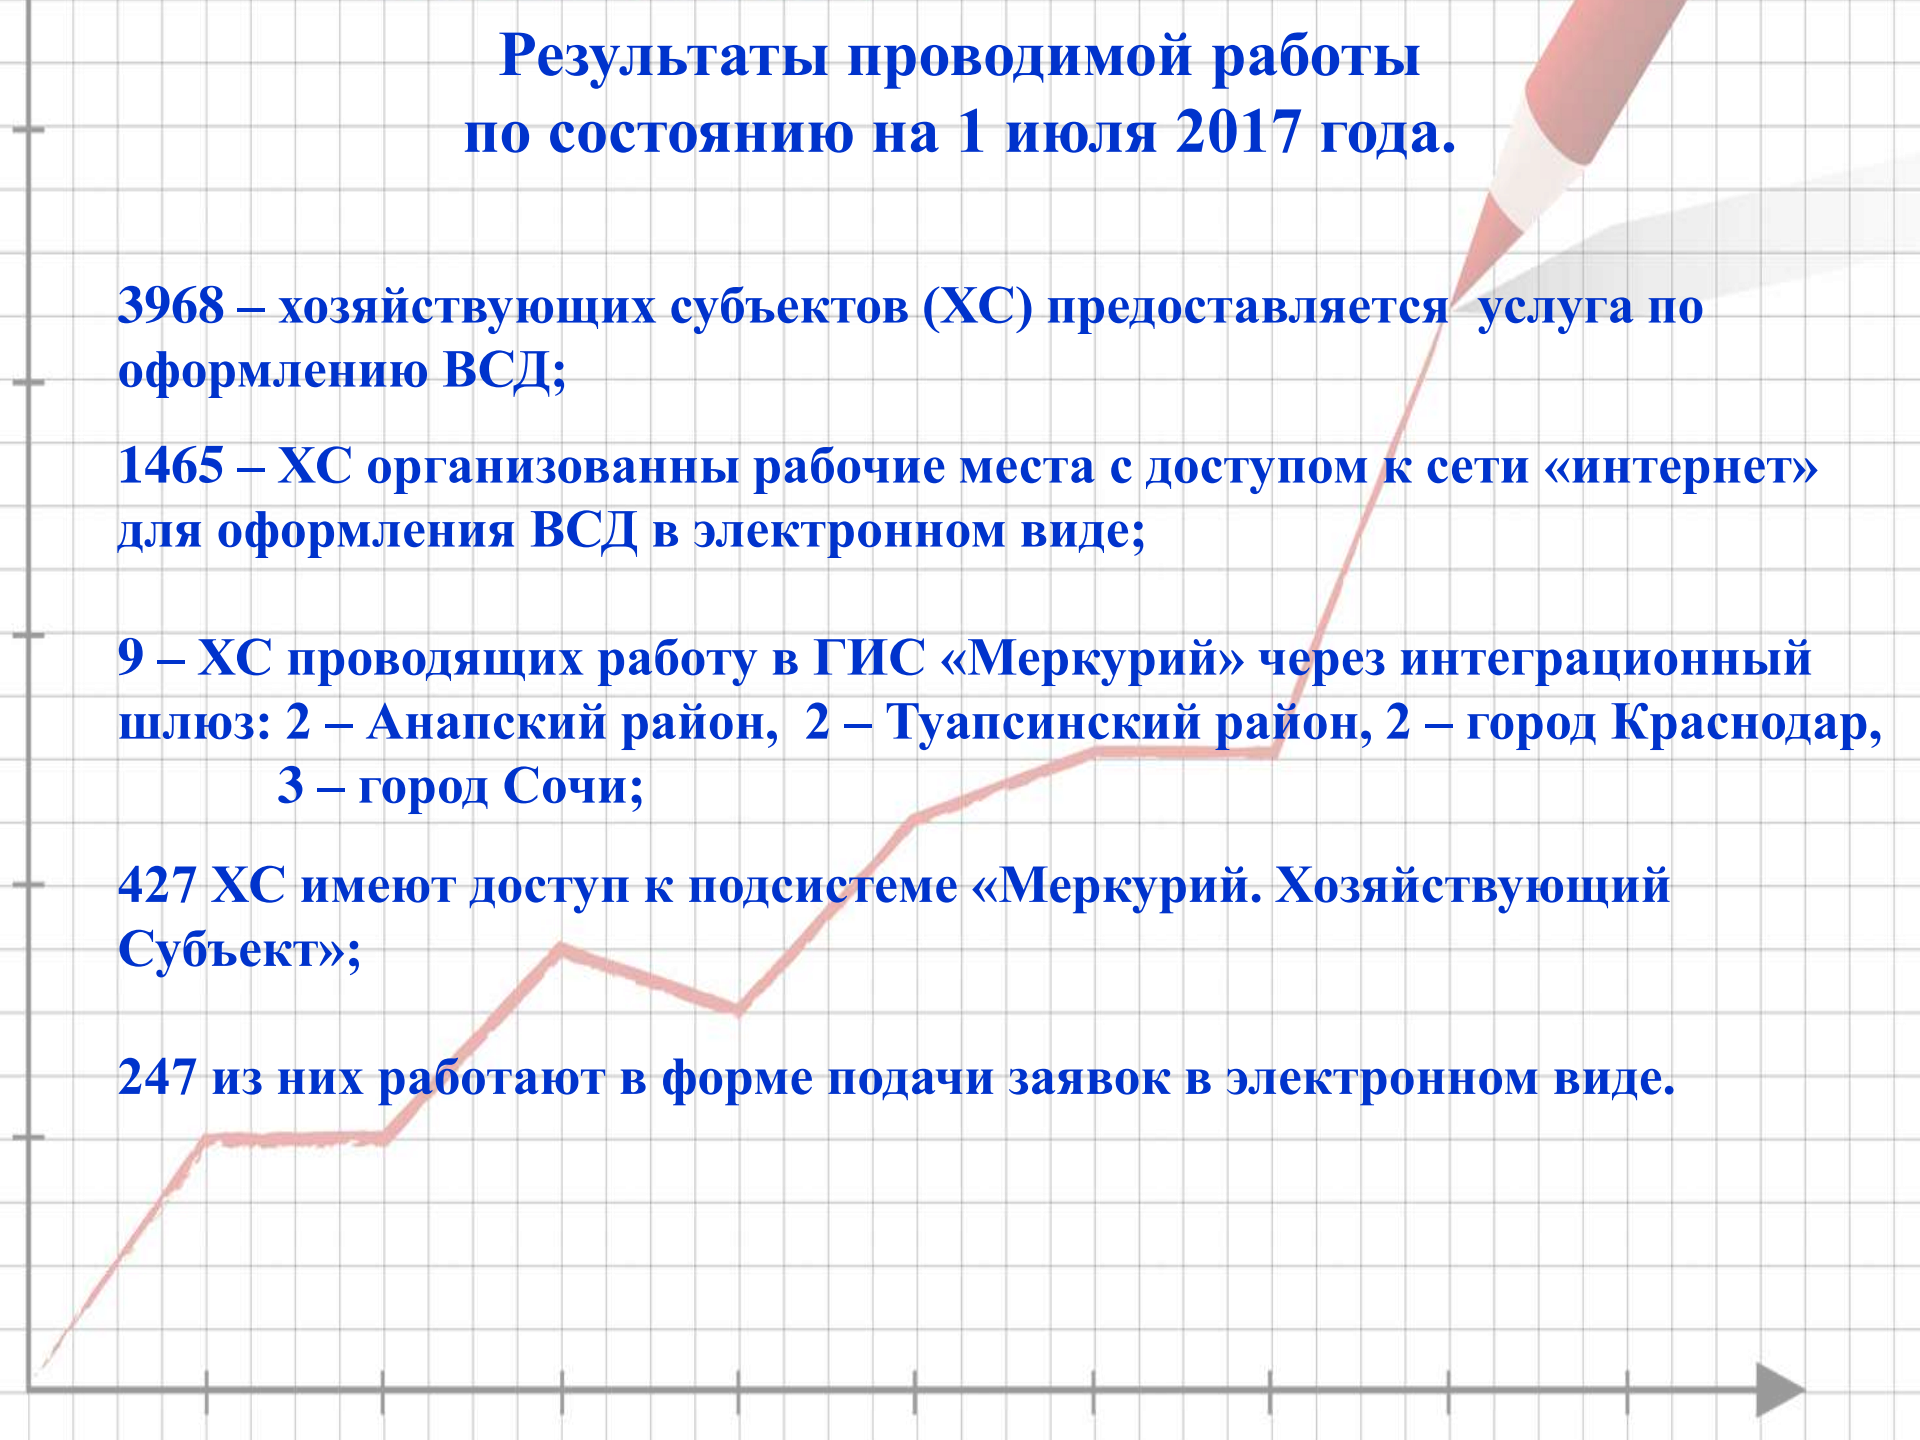 Результаты проводимой работы
по состоянию на 1 июля 2017 года.
3968 – хозяйствующих субъектов (ХС) предоставляется услуга по
оформлению ВСД;
1465 – ХС организованны рабочие места с доступом к сети «интернет»
для оформления ВСД в электронном виде;
9 – ХС проводящих работу в ГИС «Меркурий» через интеграционный
шлюз: 2 – Анапский район, 2 – Туапсинский район, 2 – город Краснодар,
3 – город Сочи;
427 ХС имеют доступ к подсистеме «Меркурий. Хозяйствующий
Субъект»;
247 из них работают в форме подачи заявок в электронном виде.